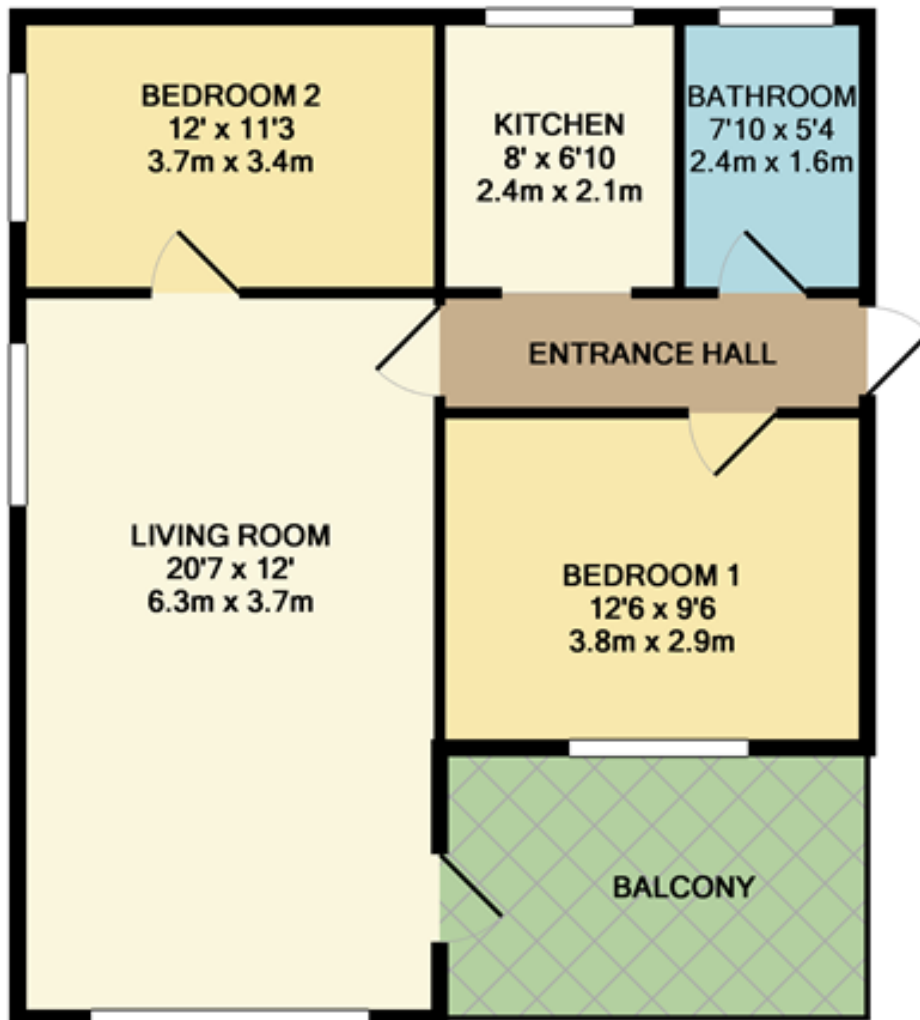 BEDROOM 2
12' x 11'3
3.7m x 3.4m
KITCHEN
8' x 6'10
2.4m x 2.1m
BATHROOM
7'10 x 5'4
2.4m x 1.6m
ENTRANCE HALL
LIVING ROOM
20'7 x 12'
6.3m x 3.7m
BEDROOM 1
12'6 x 9'6
3.8m x 2.9m
BALCONY